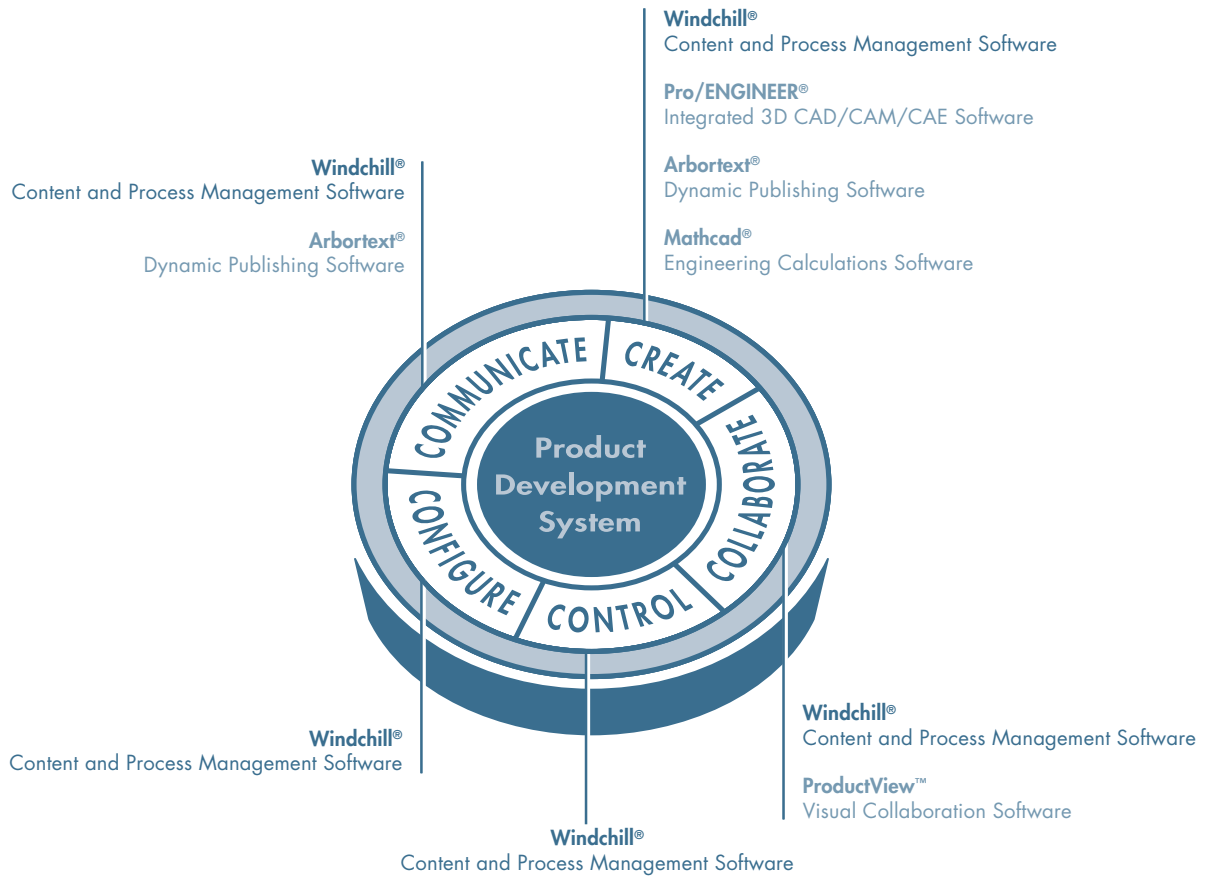 Windchill®
Content and Process Management Software
Pro/ENGINEER®
Integrated 3D CAD/CAM/CAE Software
Arbortext®
Dynamic Publishing Software
Mathcad®
Engineering Calculations Software
Windchill®
Content and Process Management Software
Arbortext®
Dynamic Publishing Software
COMMUNICATE
CREATE
COLLABORATE
CONTROL
CONFIGURE
Product
Development
System
Windchill®
Content and Process Management Software
Windchill®
Content and Process Management Software
ProductView™
Visual Collaboration Software
Windchill®
Content and Process Management Software